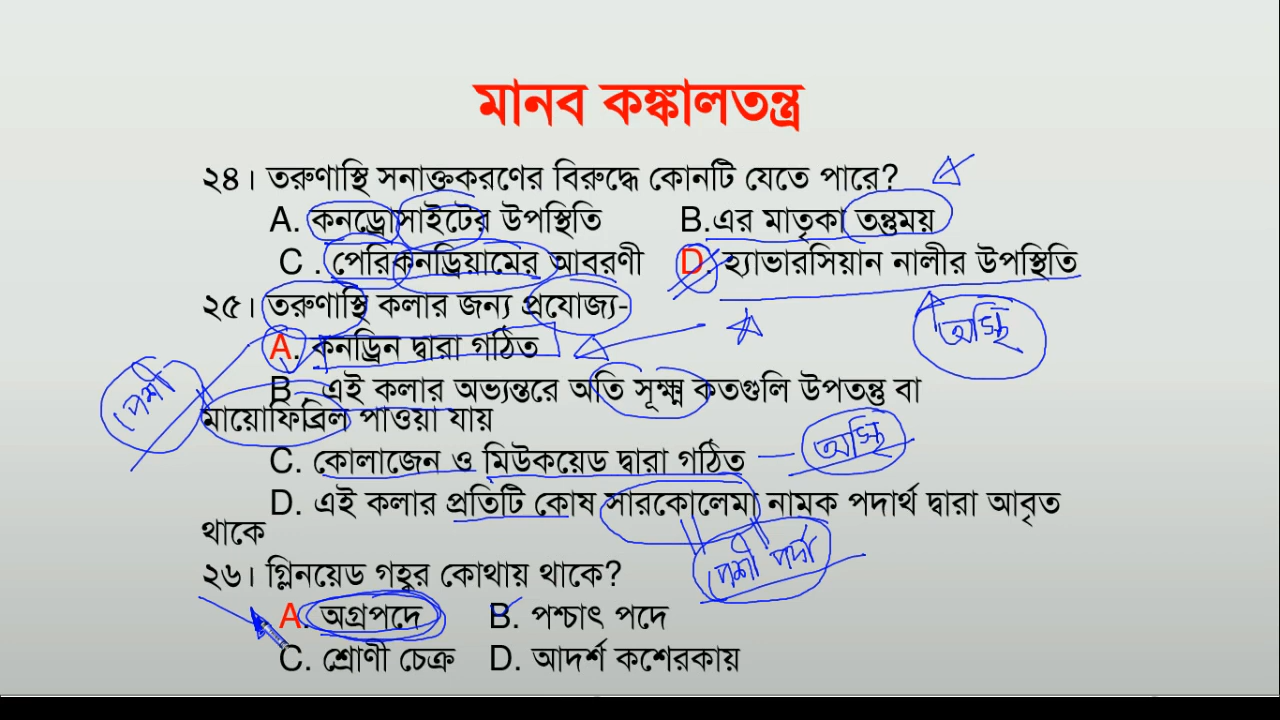 মানব কঙ্কালতন্ত্র
২৪। তরুণাস্থি সনাক্তকরণের বিরুদ্ধে কোনটি যেতে পারে?
A. কনড্রোসাইটের উপস্থিতি B.এর মাতৃকা তন্তুময়
C . পেরিকনড্রিয়ামের আবরণী D. হ্যাভারসিয়ান নালীর উপস্থিতি
২৫। তরুণাস্থি কলার জন্য প্রযোজ্য-
অস্থি
A. কনড্রিন দ্বারা গঠিত
পেশী
B . এই কলার অভ্যন্তরে অতি সূক্ষ্ম কতগুলি উপতন্তু বা
মায়োফিব্রিল পাওয়া যায়
C. কোলাজেন ও মিউকয়েড দ্বারা গঠিত অস্থি
D. এই কলার প্রতিটি কোষ সারকোলেমা নামক পদার্থ দ্বারা আবৃত
থাকে
পেশী পর্দা
২৬। গ্লিনয়েড গহ্বর কোথায় থাকে?
A. অগ্রপদে B. পশ্চাৎ পদে
C. শ্রোণী চেক্র D. আদর্শ কশেরকায়